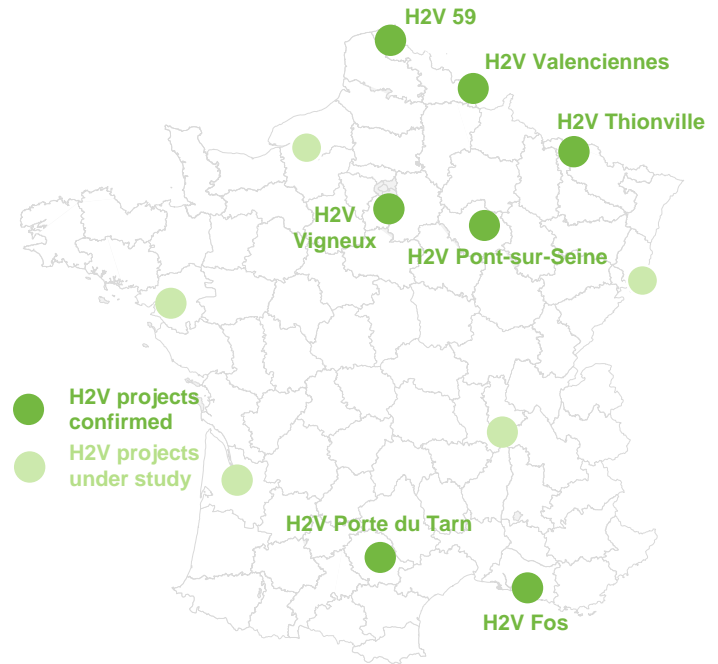 H2V 59
H2V Valenciennes
H2V Thionville
H2V
Vigneux
H2V Pont-sur-Seine
H2V projects
confirmed
H2V projects
under study
H2V Porte du Tarn
H2V Fos